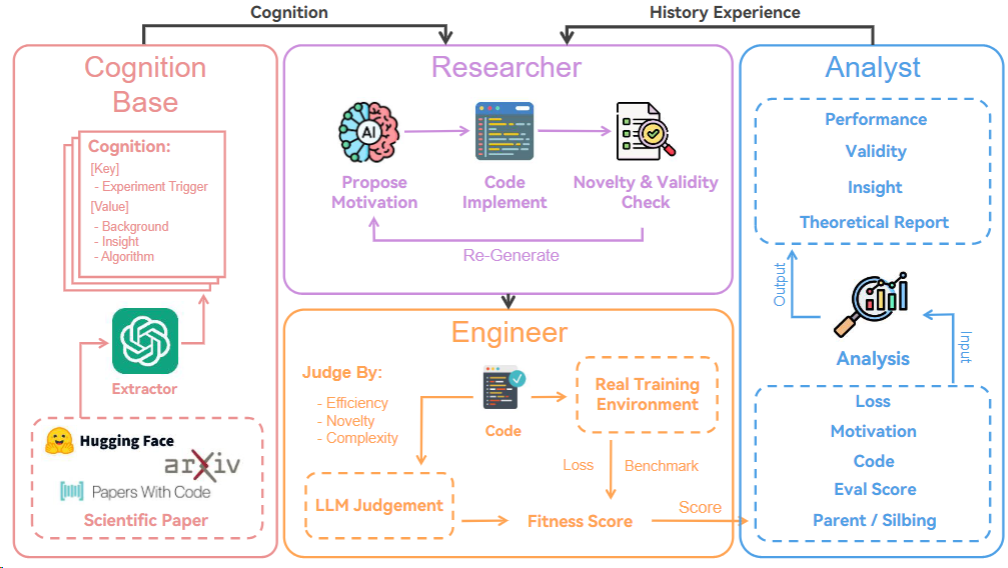 Cognition
History Experience
Cognition
Base
Cognition:
[Key]
- Experiment Trigger
[Value]
- Background
- Insight
- Algorithm
Extractor
Hugging Face
arXiv
Papers With Code
Scientific Paper
Researcher
AI
Propose
Motivation
Code
Implement
Novelty & Validity
Check
Re-Generate
Engineer
Judge By:
- Efficiency
- Novelty
- Complexity
Code
Real Training
Environment
Loss
Benchmark
LLM Judgement
Fitness Score
Score
Analyst
Performance
Validity
Insight
Theoretical Report
Output
Analysis
Input
Loss
Motivation
Code
Eval Score
Parent / Silbing